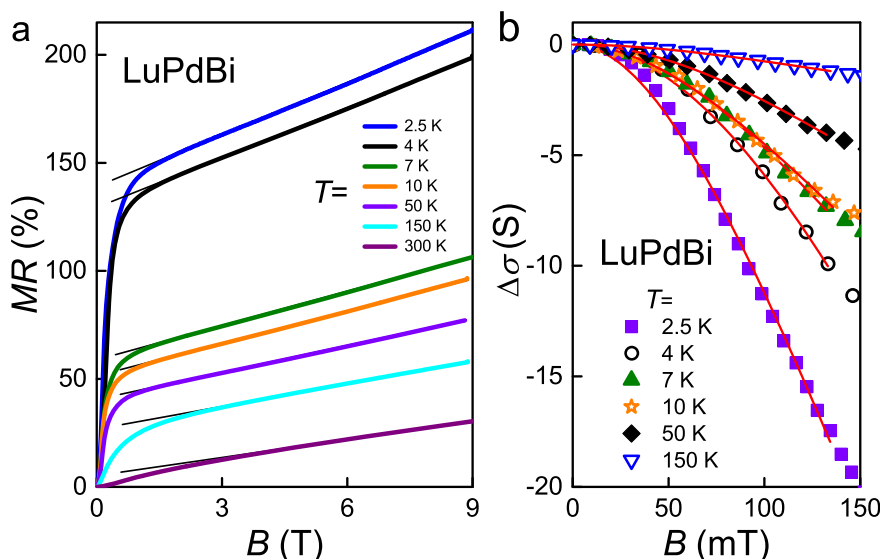 a
LuPdBi
T=
2.5 K
4 K
7 K
10 K
50 K
150 K
300 K
200
150
100
50
0
0
3
6
9
MR (%)
B (T)
b
0
-5
-10
-15
-20
0
50
100
150
Δσ (S)
LuPdBi
T=
2.5 K
4 K
7 K
10 K
50 K
150 K
B (mT)